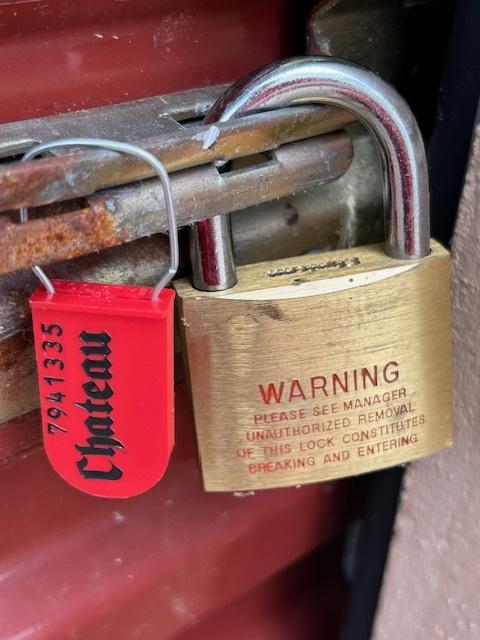 7941335
Chateau
WARNING
PLEASE SEE MANAGER
UNAUTHORIZED REMOVAL
OF THIS LOCK CONSTITUTES
BREAKING AND ENTERING